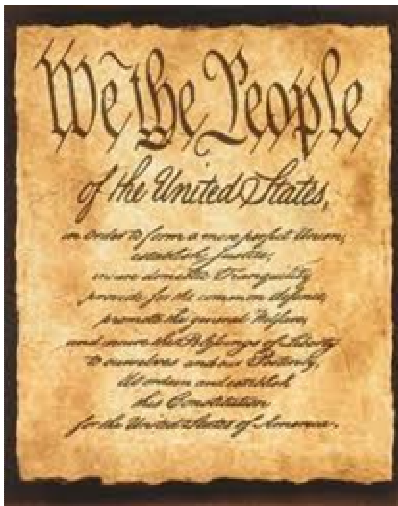 We the People
of the United States,
in Order to form a more perfect Union,
establish Justice,
insure domestic Tranquility,
provide for the common defence,
promote the general Welfare,
and secure the Blessings of Liberty
to ourselves and our Posterity,
do ordain and establish
this Constitution
for the United States of America.